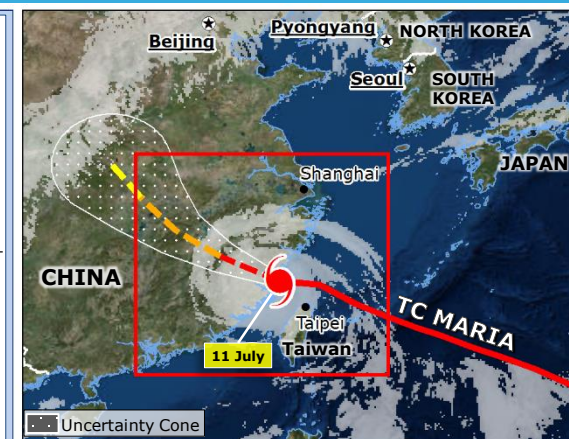 Beijing
Pyongyang
NORTH KOREA
Seoul
SOUTH
KOREA
JAPAN
Shanghai
CHINA
TC MARIA
Taipei
Taiwan
11 July
Uncertainty Cone